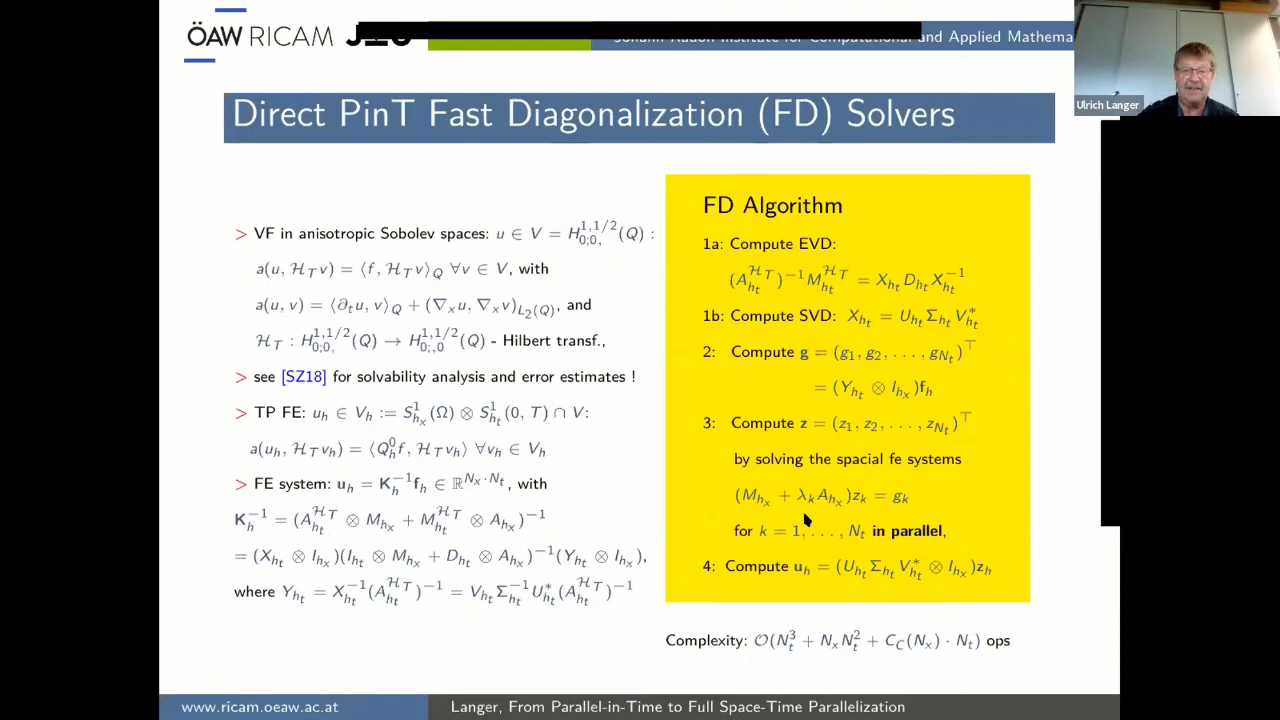 ÖAW RICAM
Johann Radon Institute for Computational and Applied Mathema
Ulrich Langer
Direct PinT Fast Diagonalization (FD) Solvers
> VF in anisotropic Sobolev spaces: u ∈ V = H^{1,1/2}_{0;0,}(Q) :
a(u, ℋ_T v) = ⟨f, ℋ_T v⟩_Q ∀v ∈ V, with
a(u, v) = ⟨∂_t u, v⟩_Q + (∇_x u, ∇_x v)_{L_2(Q)}, and
ℋ_T : H^{1,1/2}_{0;0,}(Q) → H^{1,1/2}_{0;,0}(Q) - Hilbert transf.,
> see [SZ18] for solvability analysis and error estimates !
> TP FE: u_h ∈ V_h := S^1_{h_x}(Ω) ⊗ S^1_{h_t}(0, T) ∩ V:
a(u_h, ℋ_T v_h) = ⟨Q^0_h f, ℋ_T v_h⟩ ∀v_h ∈ V_h
> FE system: u_h = K_h^{-1} f_h ∈ ℝ^{N_x·N_t}, with
K_h^{-1} = (A^{ℋ_T}_{h_t} ⊗ M_{h_x} + M^{ℋ_T}_{h_t} ⊗ A_{h_x})^{-1}
= (X_{h_t} ⊗ I_{h_x})(I_{h_t} ⊗ M_{h_x} + D_{h_t} ⊗ A_{h_x})^{-1}(Y_{h_t} ⊗ I_{h_x}),
where Y_{h_t} = X_{h_t}^{-1}(A^{ℋ_T}_{h_t})^{-1} = V_{h_t} Σ_{h_t}^{-1} U^*_{h_t}(A^{ℋ_T}_{h_t})^{-1}
FD Algorithm
1a: Compute EVD:
(A^{ℋ_T}_{h_t})^{-1} M^{ℋ_T}_{h_t} = X_{h_t} D_{h_t} X_{h_t}^{-1}
1b: Compute SVD: X_{h_t} = U_{h_t} Σ_{h_t} V^*_{h_t}
2: Compute g = (g_1, g_2, . . . , g_{N_t})^⊤
= (Y_{h_t} ⊗ I_{h_x})f_h
3: Compute z = (z_1, z_2, . . . , z_{N_t})^⊤
by solving the spacial fe systems
(M_{h_x} + λ_k A_{h_x})z_k = g_k
for k = 1, . . . , N_t in parallel,
4: Compute u_h = (U_{h_t} Σ_{h_t} V^*_{h_t} ⊗ I_{h_x})z_h
Complexity: 𝒪(N_t^3 + N_x N_t^2 + C_C(N_x) · N_t) ops
www.ricam.oeaw.ac.at
Langer, From Parallel-in-Time to Full Space-Time Parallelization